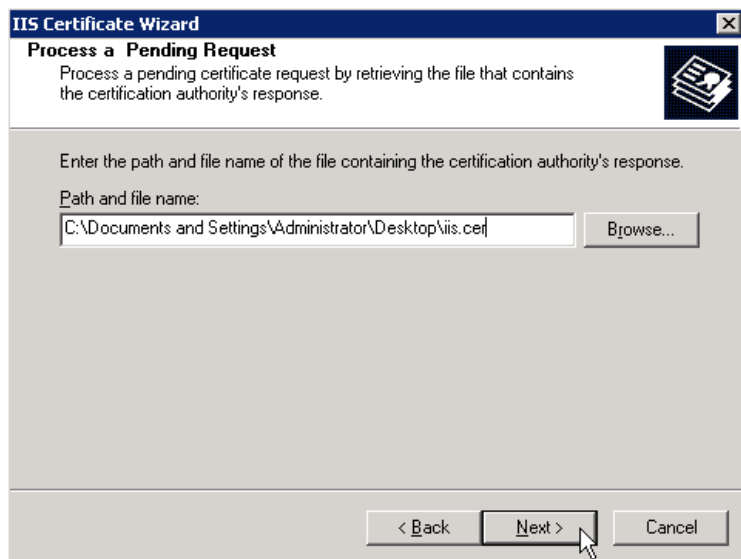 IIS Certificate Wizard
Process a Pending Request
Process a pending certificate request by retrieving the file that contains
the certification authority's response.
Enter the path and file name of the file containing the certification authority's response.
Path and file name:
C:\Documents and Settings\Administrator\Desktop\iis.cer
Browse...
< Back Next > Cancel